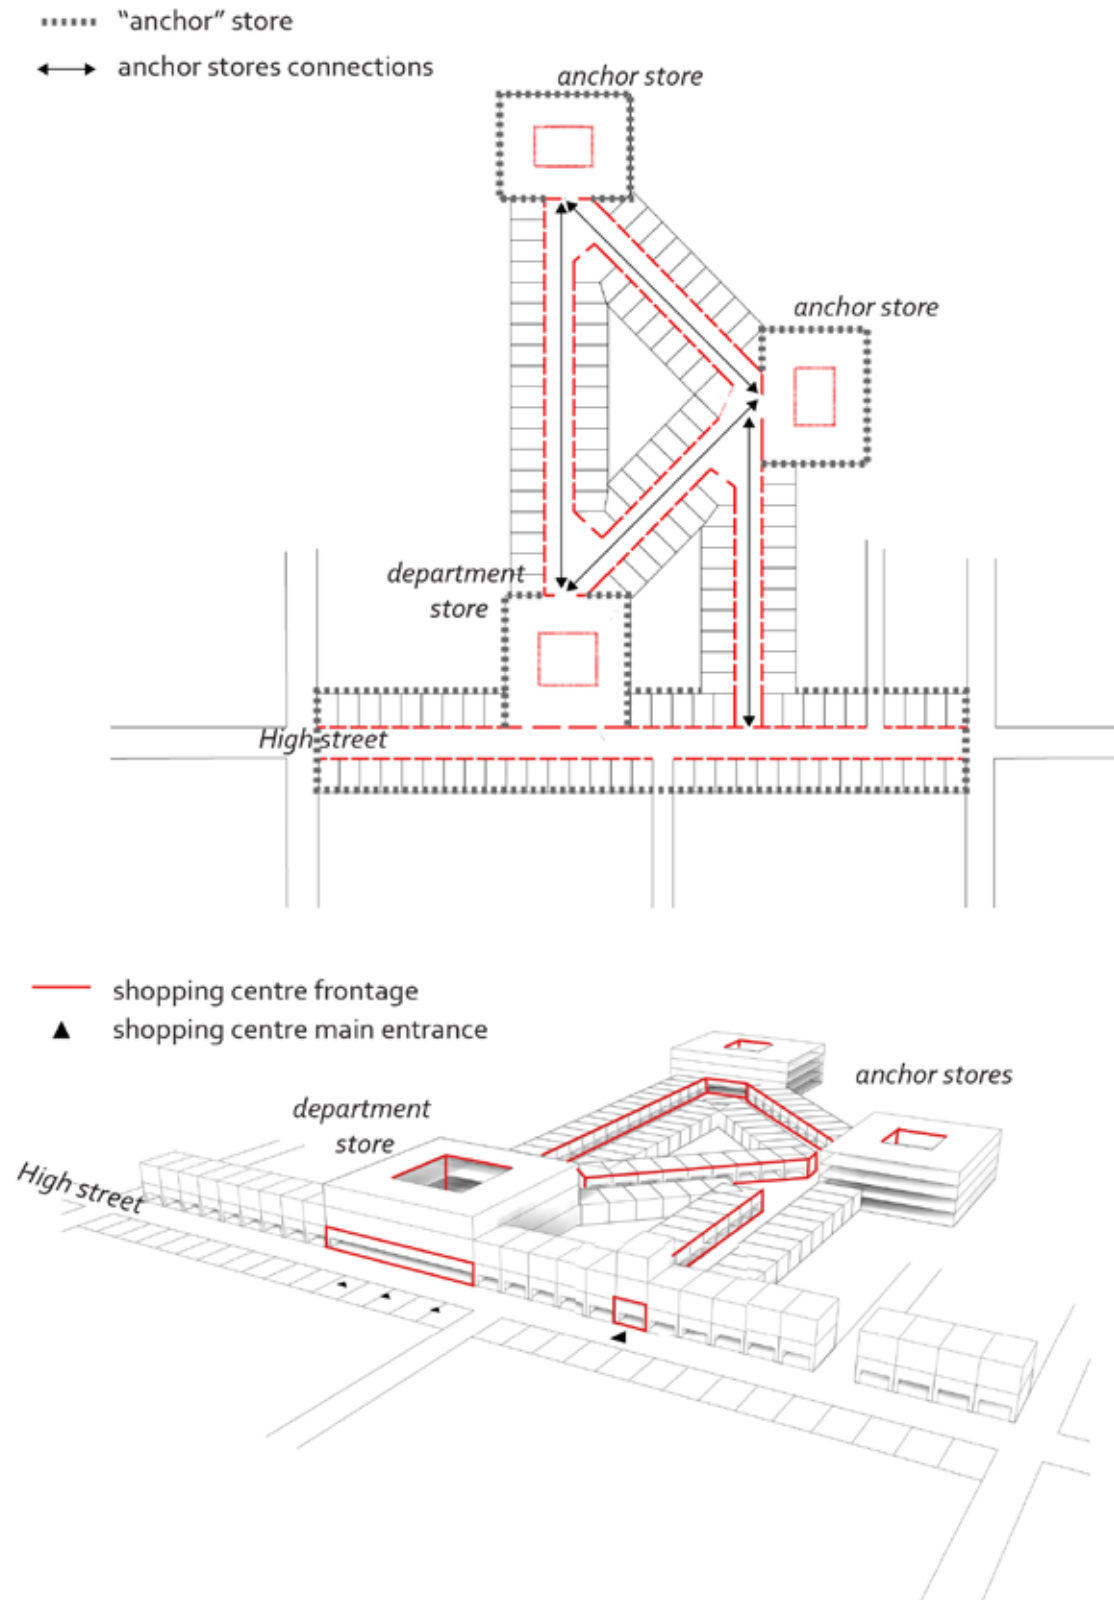 “anchor” store
anchor stores connections
anchor store
anchor store
department
store
High street
shopping centre frontage
shopping centre main entrance
anchor stores
department
store
High street